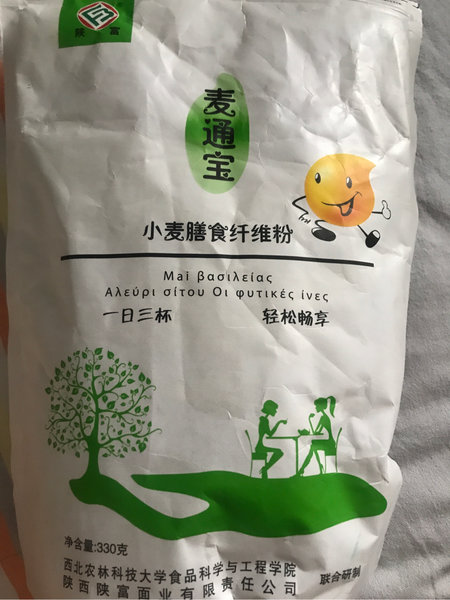 陕富
麦通宝
小麦膳食纤维粉
Mai βασιλείας
Αλεύρι σίτου Οι φυτικές ίνες
一日三杯 轻松畅享
净含量:330克
西北农林科技大学食品科学与工程学院
陕西陕富面业有限责任公司
联合研制